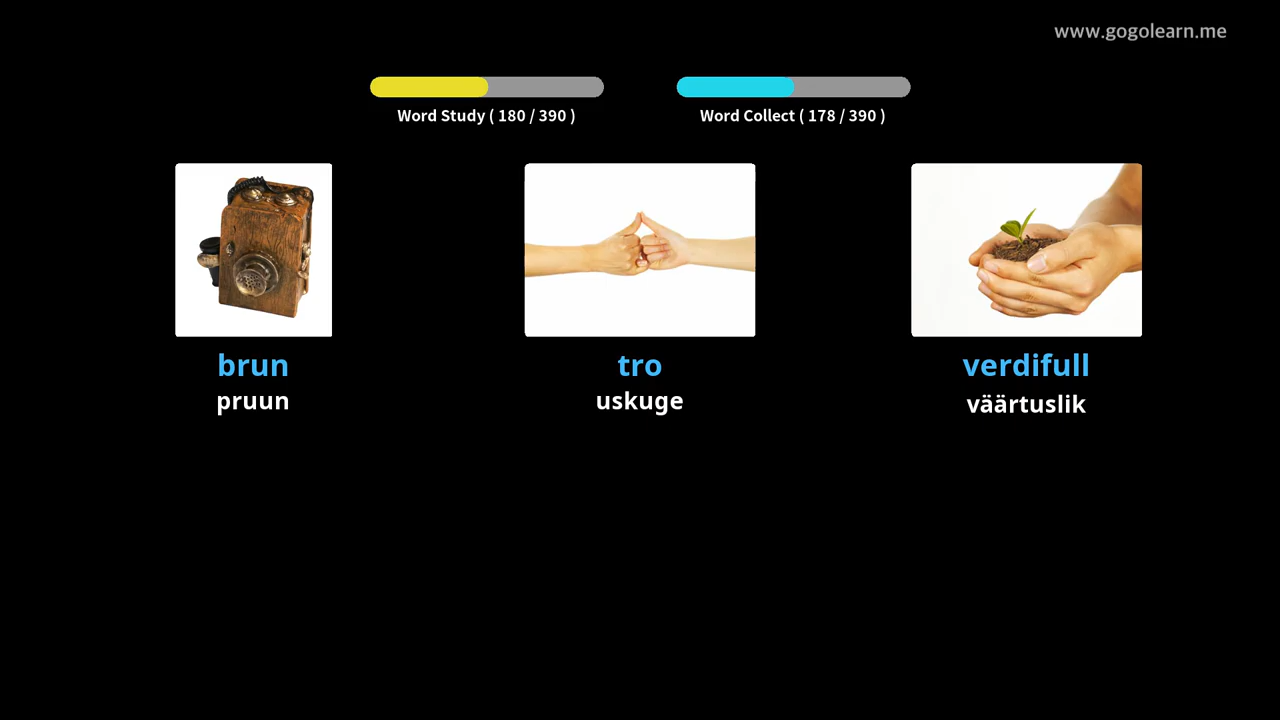 www.gogolearn.me
Word Study ( 180 / 390 )
Word Collect ( 178 / 390 )
brun
pruun
tro
uskuge
verdifull
väärtuslik